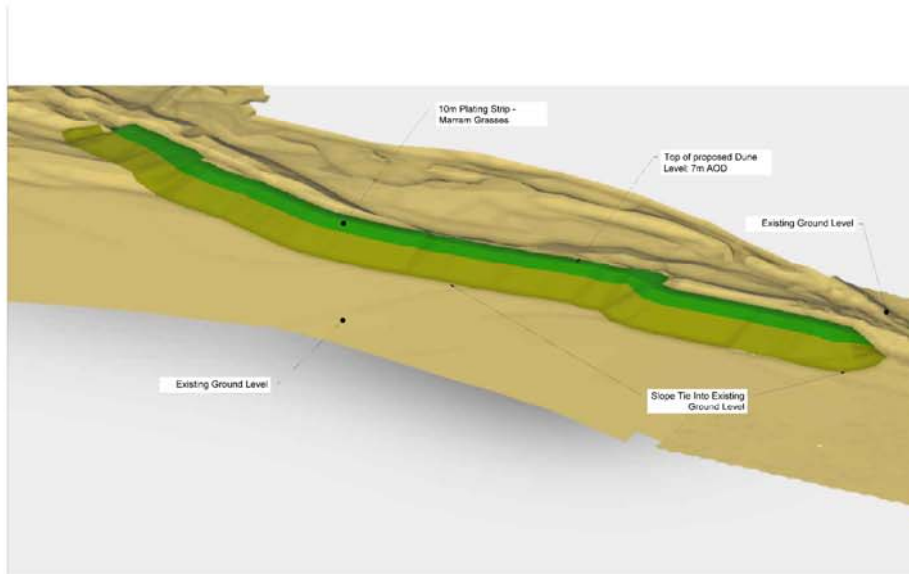 10m Plating Strip -
Marram Grasses
Top of proposed Dune
Level: 7m AOD
Existing Ground Level
Existing Ground Level
Slope Tie Into Existing
Ground Level